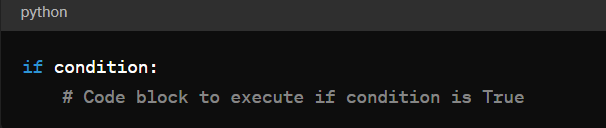 python
if condition:
    # Code block to execute if condition is True